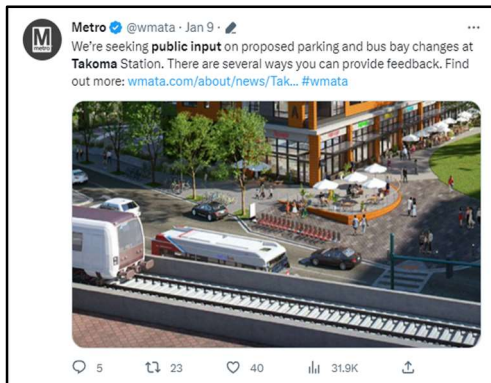 Metro @wmata · Jan 9 ·
We're seeking public input on proposed parking and bus bay changes at
Takoma Station. There are several ways you can provide feedback. Find
out more: wmata.com/about/news/Tak... #wmata
M
metro
5 23 40 31.9K